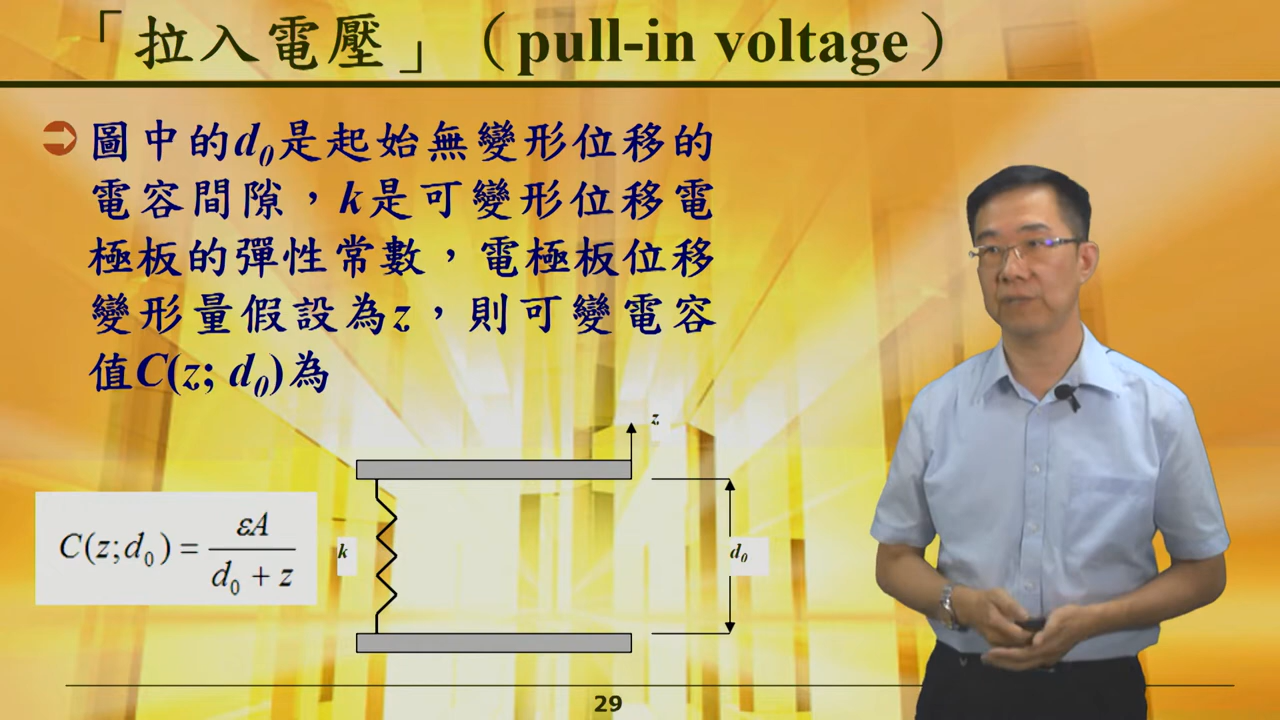 「拉入電壓」（pull-in voltage）
圖中的d₀是起始無變形位移的
電容間隙，k是可變形位移電
極板的彈性常數，電極板位移
變形量假設為z，則可變電容
值C(z; d₀)為
z
C(z;d₀) = εA / (d₀ + z)
k
d₀
29